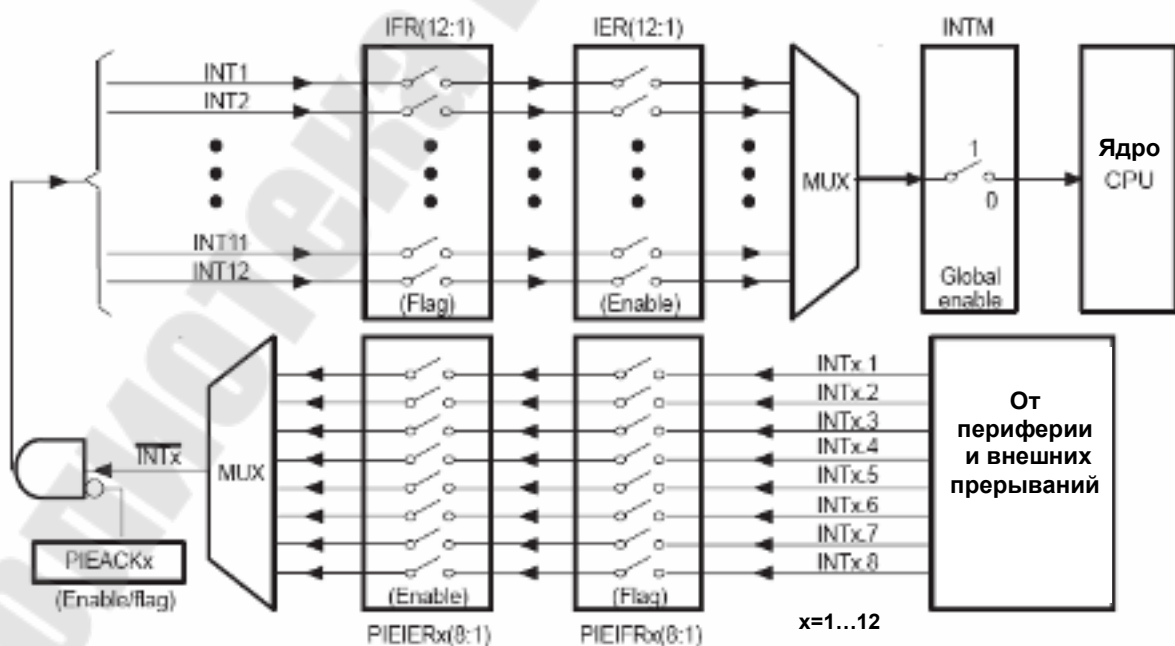 IFR(12:1) IER(12:1) INTM
INT1
INT2
1
Ядро
CPU
MUX
0
INT11
INT12
(Flag) (Enable)
Global
enable
INTx.1
INTx.2
INTx.3
INTx.4
INTx.5
INTx.6
INTx.7
INTx.8
От
периферии
и внешних
прерываний
INTx
MUX
PIEACKx
(Enable/flag)
(Enable) (Flag)
PIEIERx(8:1) PIEIFRx(8:1)
x=1...12